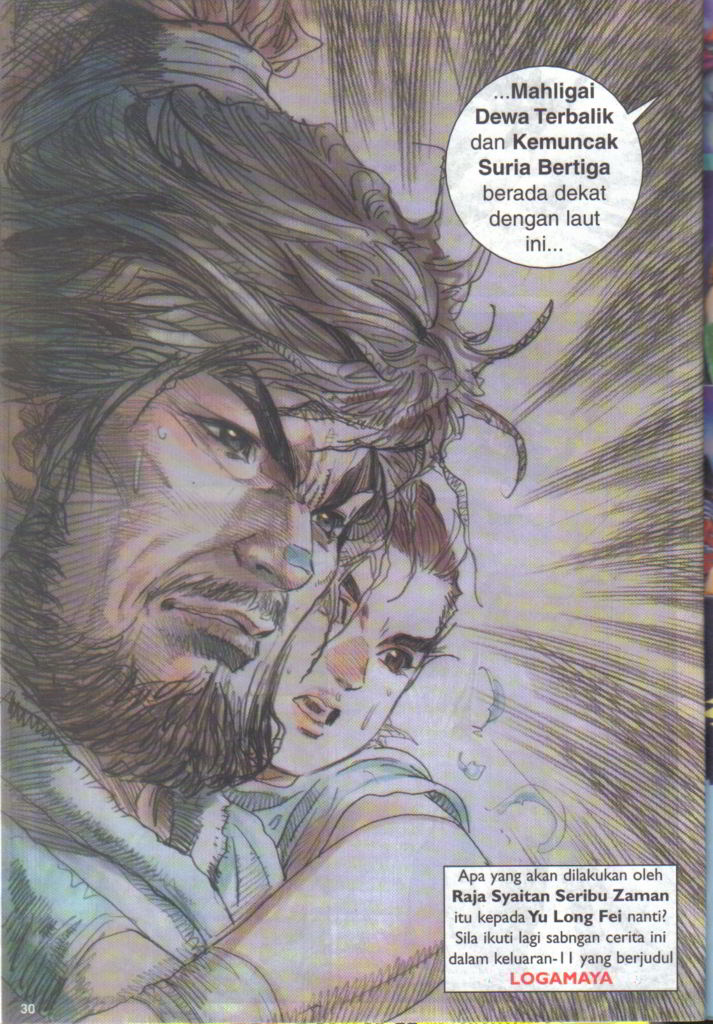 ...Mahligai
Dewa Terbalik
dan Kemuncak
Suria Bertiga
berada dekat
dengan laut
ini...
Apa yang akan dilakukan oleh
Raja Syaitan Seribu Zaman
itu kepada Yu Long Fei nanti?
Sila ikuti lagi sabngan cerita ini
dalam keluaran-11 yang berjudul
LOGAMAYA
30